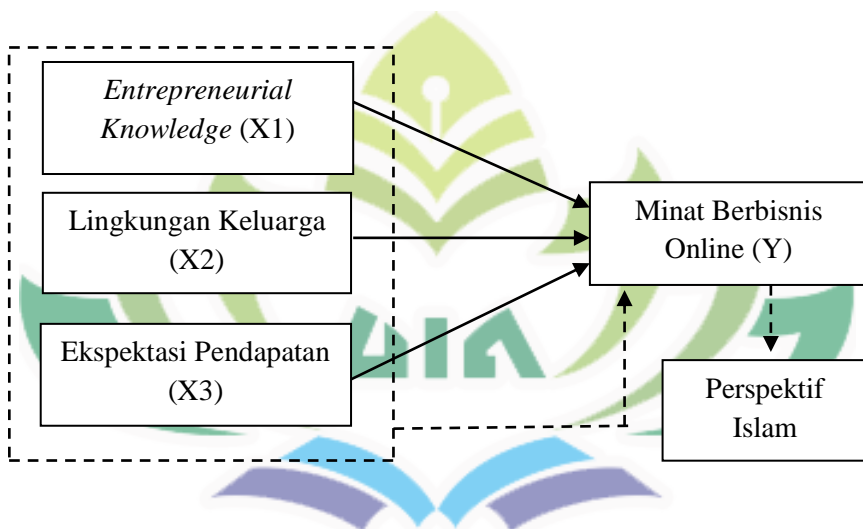 Entrepreneurial
Knowledge (X1)
Lingkungan Keluarga
(X2)
Ekspektasi Pendapatan
(X3)
Minat Berbisnis
Online (Y)
Perspektif
Islam